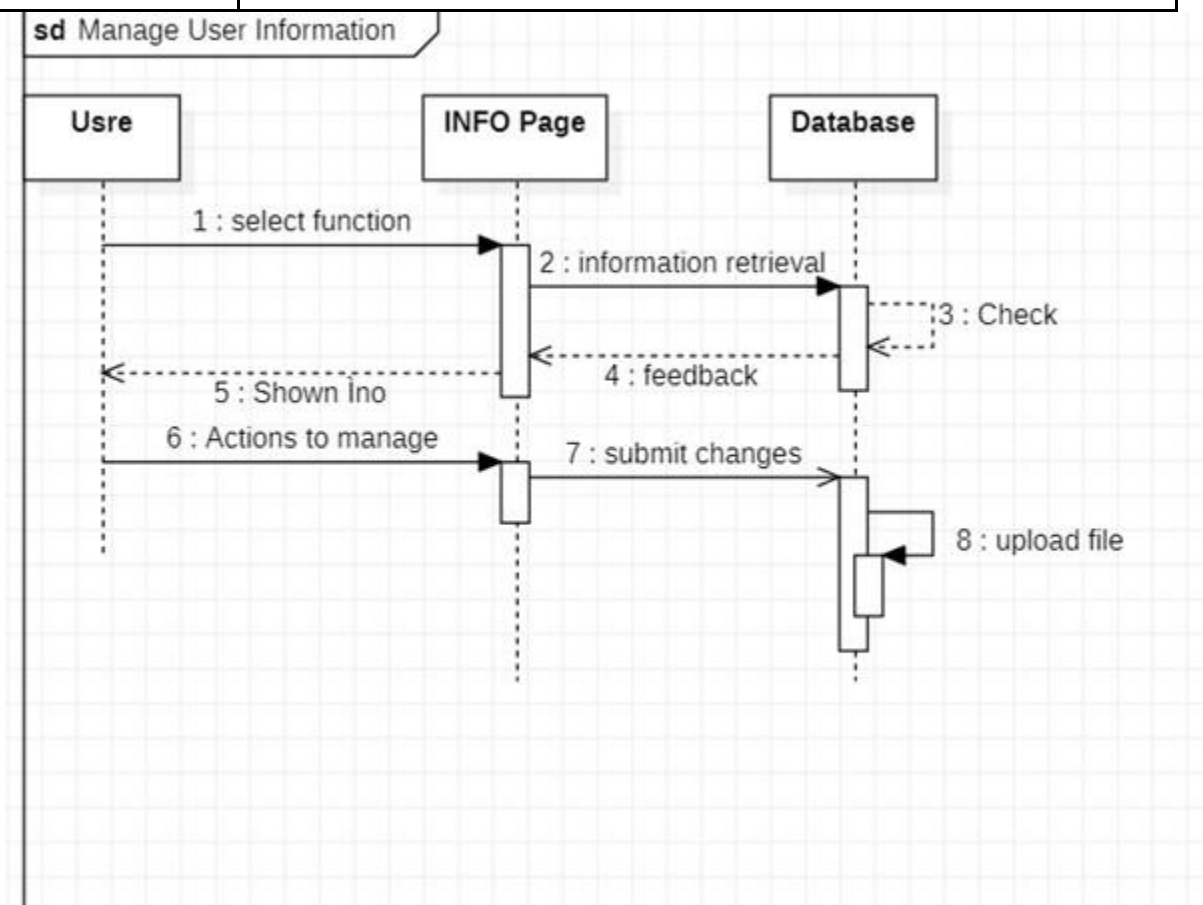 sd Manage User Information
Usre
INFO Page
Database
1 : select function
2 : information retrieval
3 : Check
4 : feedback
5 : Shown Ìno
6 : Actions to manage
7 : submit changes
8 : upload file